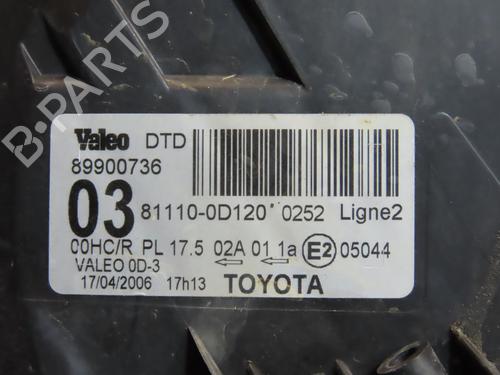 B-PARTS
Valeo DTD
89900736
03 81110-0D120 0252 Ligne2
00HC/R PL 17.5 02A 01 1a E2 05044
VALEO 0D-3
17/04/2006 17h13 TOYOTA